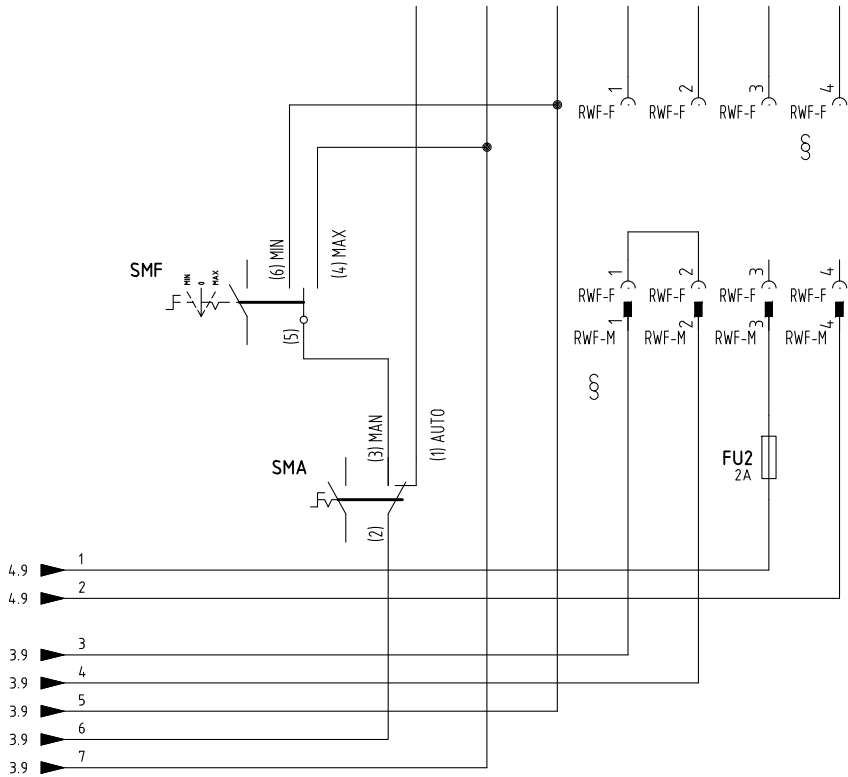 1 2 3 4
RWF-F RWF-F RWF-F RWF-F
§
SMF
MIN 0 MAX
(6) MIN
(4) MAX
(5)
1 2 3 4
RWF-F RWF-F RWF-F RWF-F
1 2 3 4
RWF-M RWF-M RWF-M RWF-M
§
SMA
(3) MAN
(1) AUTO
(2)
FU2
2A
4.9 1
4.9 2
3.9 3
3.9 4
3.9 5
3.9 6
3.9 7